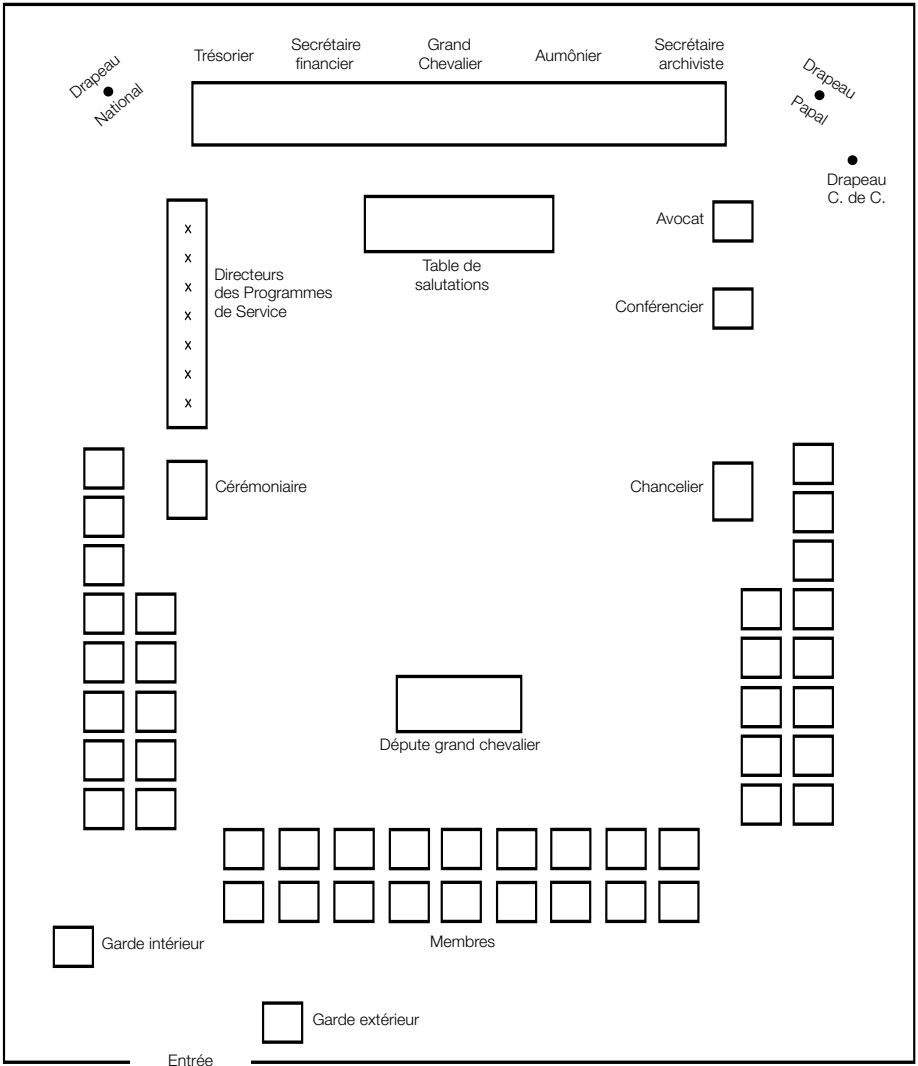 Drapeau
National
Trésorier
Secrétaire
financier
Grand
Chevalier
Aumônier
Secrétaire
archiviste
Drapeau
Papal
Drapeau
C. de C.
Avocat
Table de
salutations
x
x
x
x
x
x
x
Directeurs
des Programmes
de Service
Conférencier
Cérémoniaire
Chancelier
Députe grand chevalier
Membres
Garde intérieur
Garde extérieur
Entrée